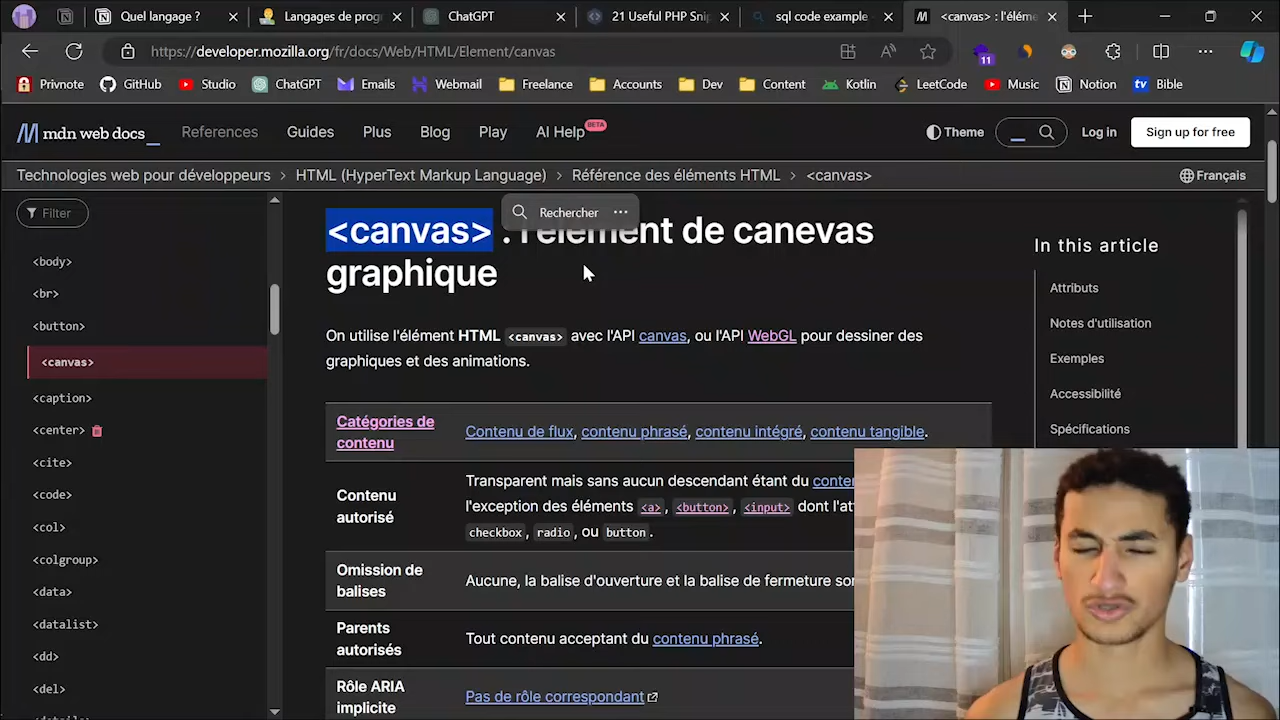 Quel langage ?
Langages de prog
ChatGPT
21 Useful PHP Snip
sql code example
<canvas> : l'éléme
https://developer.mozilla.org/fr/docs/Web/HTML/Element/canvas
11
Privnote
GitHub
Studio
ChatGPT
Emails
Webmail
Freelance
Accounts
Dev
Content
Kotlin
LeetCode
Music
Notion
tv
Bible
mdn web docs_
References
Guides
Plus
Blog
Play
AI Help BETA
Theme
Log in
Sign up for free
Technologies web pour développeurs > HTML (HyperText Markup Language) > Référence des éléments HTML > <canvas>
Français
Filter
<body>
<br>
<button>
<canvas>
<caption>
<center>
<cite>
<code>
<col>
<colgroup>
<data>
<datalist>
<dd>
<del>
Rechercher ...
<canvas> : l'élément de canevas
graphique
On utilise l'élément HTML <canvas> avec l'API canvas, ou l'API WebGL pour dessiner des
graphiques et des animations.
Catégories de
contenu
Contenu de flux, contenu phrasé, contenu intégré, contenu tangible.
Contenu
autorisé
Transparent mais sans aucun descendant étant du conte
l'exception des éléments <a>, <button>, <input> dont l'at
checkbox, radio, ou button.
Omission de
balises
Aucune, la balise d'ouverture et la balise de fermeture so
Parents
autorisés
Tout contenu acceptant du contenu phrasé.
Rôle ARIA
implicite
Pas de rôle correspondant
In this article
Attributs
Notes d'utilisation
Exemples
Accessibilité
Spécifications